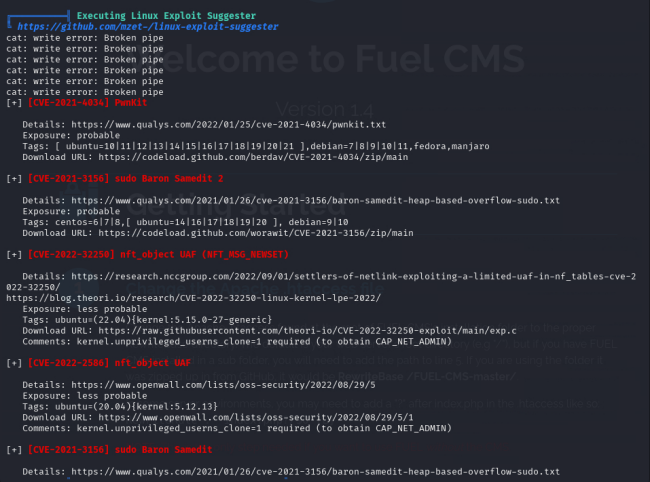 Executing Linux Exploit Suggester
https://github.com/mzet-/linux-exploit-suggester
cat: write error: Broken pipe
cat: write error: Broken pipe
cat: write error: Broken pipe
cat: write error: Broken pipe
cat: write error: Broken pipe
cat: write error: Broken pipe
Welcome to Fuel CMS
Version 1.4
[+] [CVE-2021-4034] PwnKit
Details: https://www.qualys.com/2022/01/25/cve-2021-4034/pwnkit.txt
Exposure: probable
Tags: [ ubuntu=10|11|12|13|14|15|16|17|18|19|20|21 ],debian=7|8|9|10|11,fedora,manjaro
Download URL: https://codeload.github.com/berdav/CVE-2021-4034/zip/main
[+] [CVE-2021-3156] sudo Baron Samedit 2
Details: https://www.qualys.com/2021/01/26/cve-2021-3156/baron-samedit-heap-based-overflow-sudo.txt
Exposure: probable
Getting Started
Tags: centos=6|7|8,[ ubuntu=14|16|17|18|19|20 ], debian=9|10
Download URL: https://codeload.github.com/worawit/CVE-2021-3156/zip/main
[+] [CVE-2022-32250] nft_object UAF (NFT_MSG_NEWSET)
Details: https://research.nccgroup.com/2022/09/01/settlers-of-netlink-exploiting-a-limited-uaf-in-nf_tables-cve-2
022-32250/
https://blog.theori.io/research/CVE-2022-32250-linux-kernel-lpe-2022/
Exposure: less probable
Tags: ubuntu=(22.04){kernel:5.15.0-27-generic}
Download URL: https://raw.githubusercontent.com/theori-io/CVE-2022-32250-exploit/main/exp.c
Comments: kernel.unprivileged_userns_clone=1 required (to obtain CAP_NET_ADMIN)
[+] [CVE-2022-2586] nft_object UAF
Details: https://www.openwall.com/lists/oss-security/2022/08/29/5
Exposure: less probable
Tags: ubuntu=(20.04){kernel:5.12.13}
Download URL: https://www.openwall.com/lists/oss-security/2022/08/29/5/1
Comments: kernel.unprivileged_userns_clone=1 required (to obtain CAP_NET_ADMIN)
[+] [CVE-2021-3156] sudo Baron Samedit
Details: https://www.qualys.com/2021/01/26/cve-2021-3156/baron-samedit-heap-based-overflow-sudo.txt